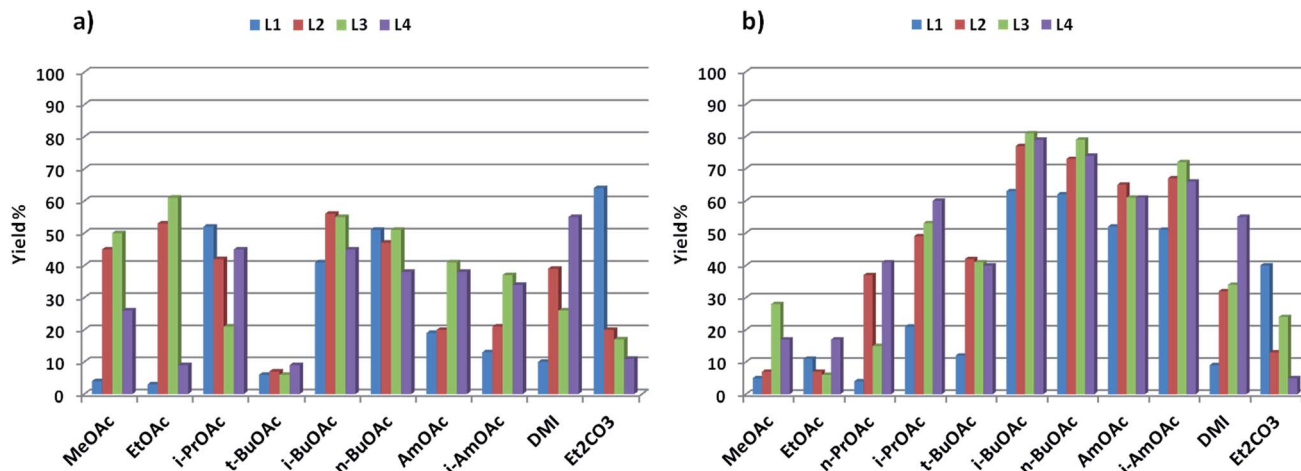 a)
L1 L2 L3 L4
Yield%
100
90
80
70
60
50
40
30
20
10
0
MeOAc
EtOAc
i-PrOAc
t-BuOAc
i-BuOAc
n-BuOAc
AmOAc
i-AmOAc
DMI
Et2CO3
b)
L1 L2 L3 L4
Yield%
100
90
80
70
60
50
40
30
20
10
0
MeOAc
EtOAc
n-PrOAc
i-PrOAc
t-BuOAc
i-BuOAc
n-BuOAc
AmOAc
i-AmOAc
DMI
Et2CO3